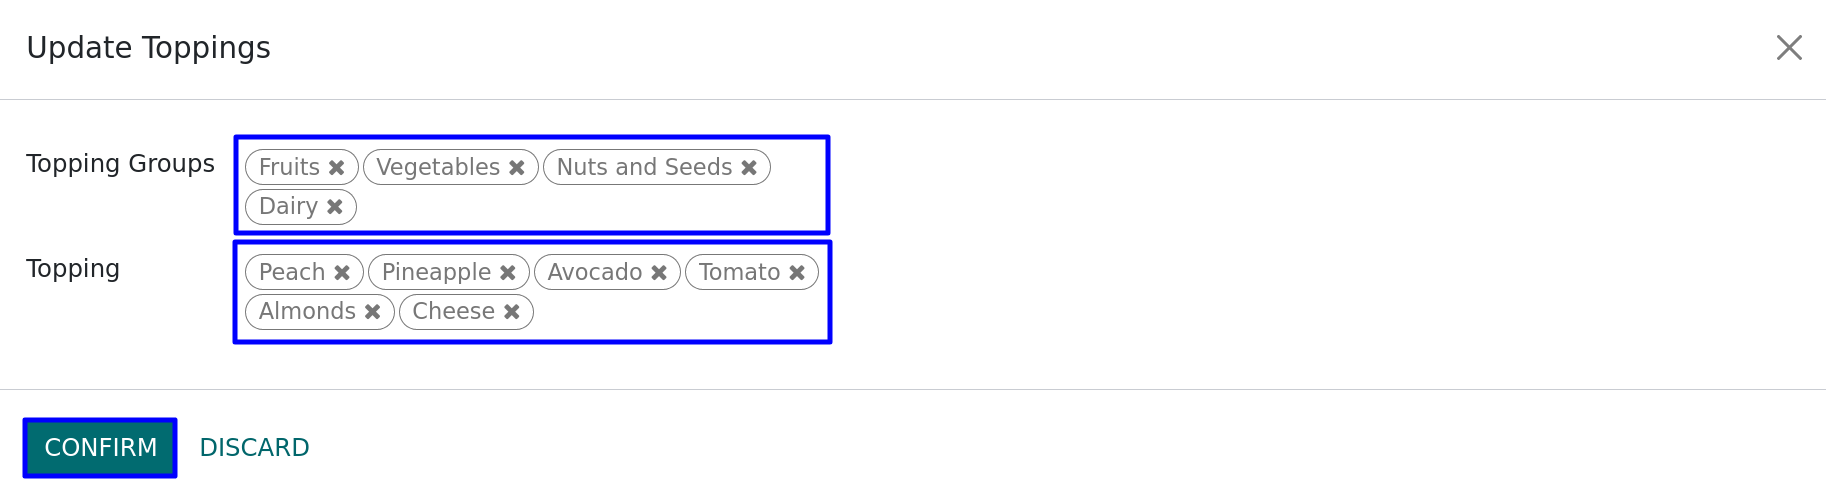 Update Toppings
Topping Groups
Fruits ✖ Vegetables ✖ Nuts and Seeds ✖
Dairy ✖
Topping
Peach ✖ Pineapple ✖ Avocado ✖ Tomato ✖
Almonds ✖ Cheese ✖
CONFIRM DISCARD